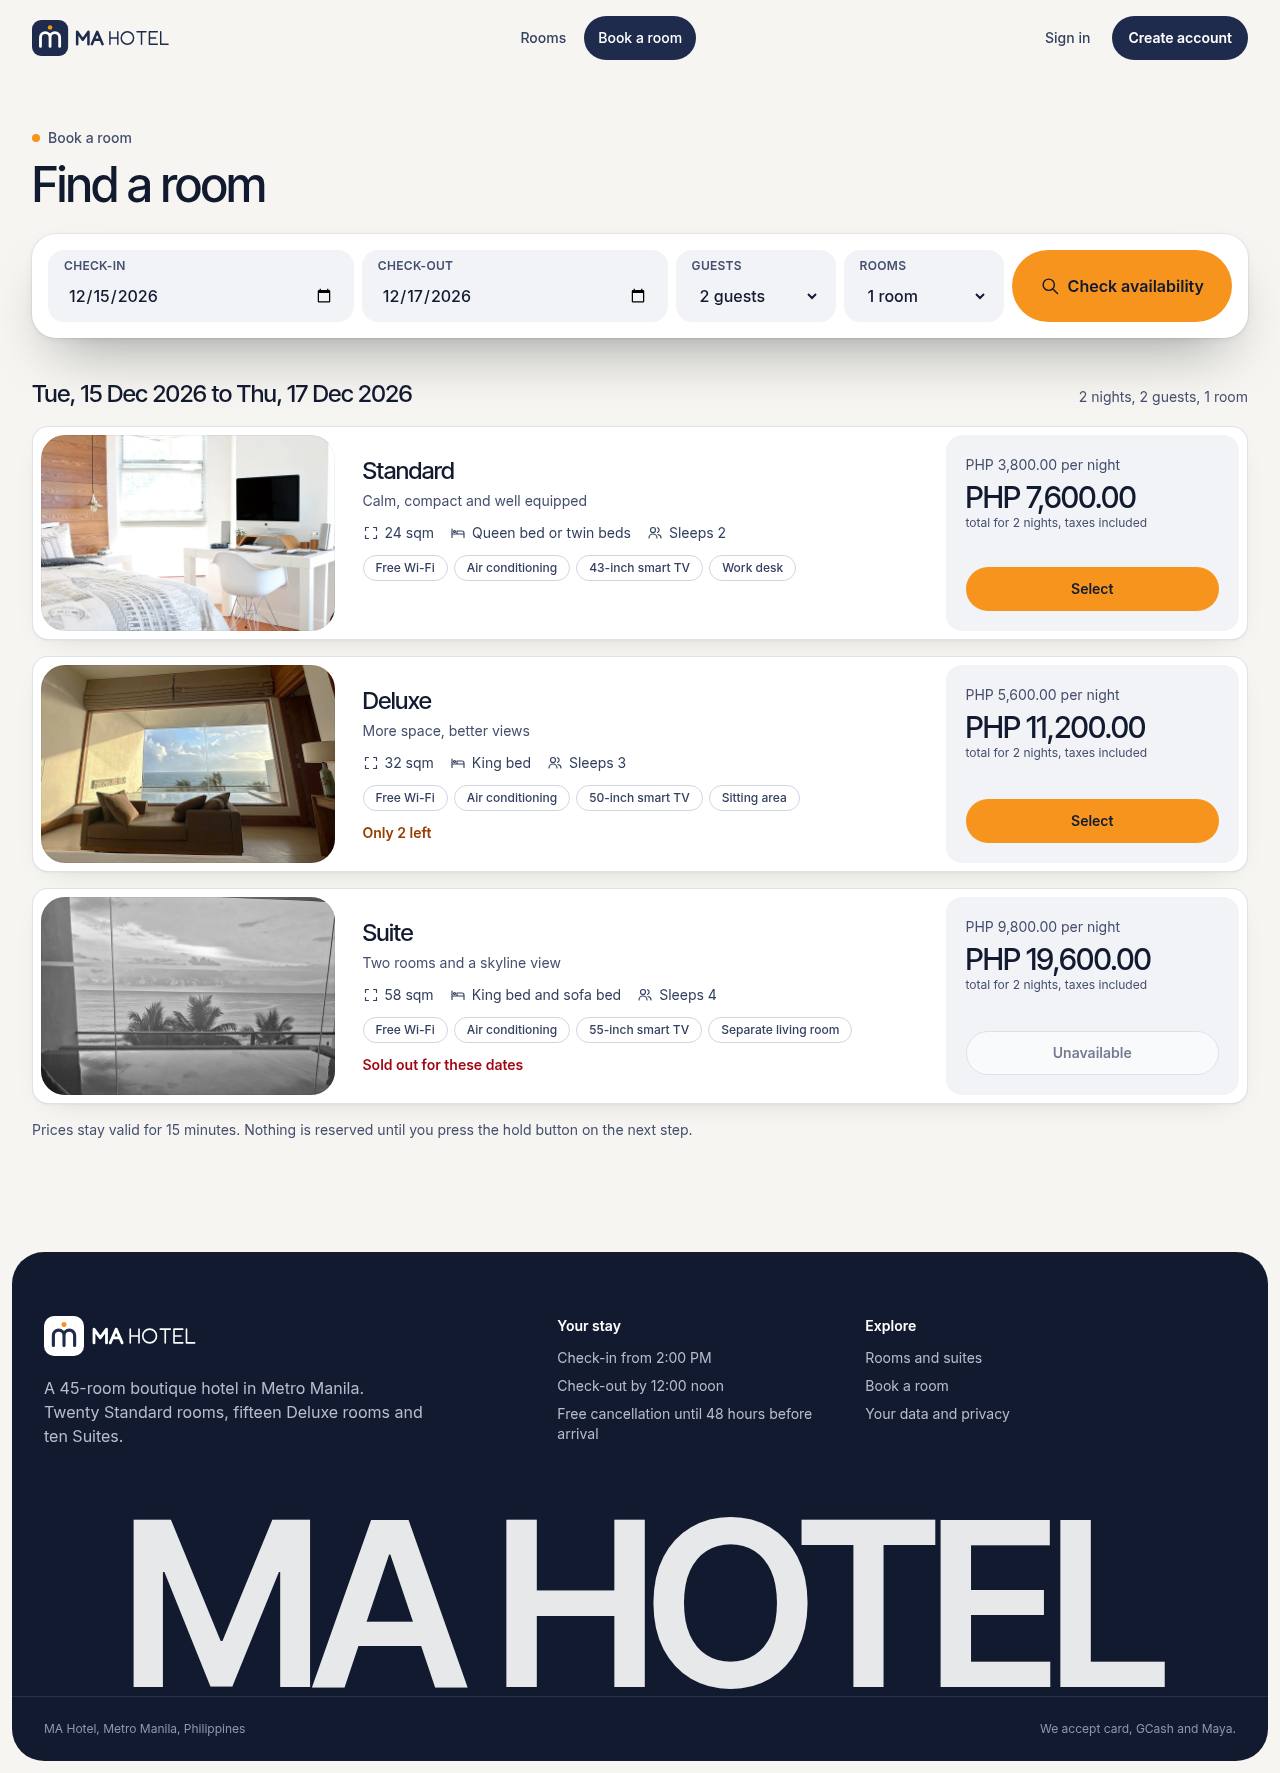 MA HOTEL
Rooms
Book a room
Sign in
Create account
Book a room
Find a room
CHECK-IN
12/15/2026
CHECK-OUT
12/17/2026
GUESTS
2 guests
ROOMS
1 room
Check availability
Tue, 15 Dec 2026 to Thu, 17 Dec 2026
2 nights, 2 guests, 1 room
Standard
Calm, compact and well equipped
24 sqm Queen bed or twin beds Sleeps 2
Free Wi-Fi Air conditioning 43-inch smart TV Work desk
PHP 3,800.00 per night
PHP 7,600.00
total for 2 nights, taxes included
Select
Deluxe
More space, better views
32 sqm King bed Sleeps 3
Free Wi-Fi Air conditioning 50-inch smart TV Sitting area
Only 2 left
PHP 5,600.00 per night
PHP 11,200.00
total for 2 nights, taxes included
Select
Suite
Two rooms and a skyline view
58 sqm King bed and sofa bed Sleeps 4
Free Wi-Fi Air conditioning 55-inch smart TV Separate living room
Sold out for these dates
PHP 9,800.00 per night
PHP 19,600.00
total for 2 nights, taxes included
Unavailable
Prices stay valid for 15 minutes. Nothing is reserved until you press the hold button on the next step.
MA HOTEL
A 45-room boutique hotel in Metro Manila.
Twenty Standard rooms, fifteen Deluxe rooms and
ten Suites.
Your stay
Check-in from 2:00 PM
Check-out by 12:00 noon
Free cancellation until 48 hours before
arrival
Explore
Rooms and suites
Book a room
Your data and privacy
MA HOTEL
MA Hotel, Metro Manila, Philippines
We accept card, GCash and Maya.